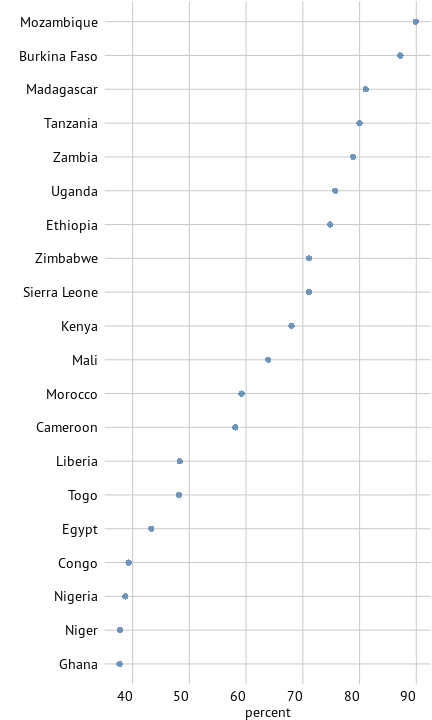 Mozambique
Burkina Faso
Madagascar
Tanzania
Zambia
Uganda
Ethiopia
Zimbabwe
Sierra Leone
Kenya
Mali
Morocco
Cameroon
Liberia
Togo
Egypt
Congo
Nigeria
Niger
Ghana
40 50 60 70 80 90
percent